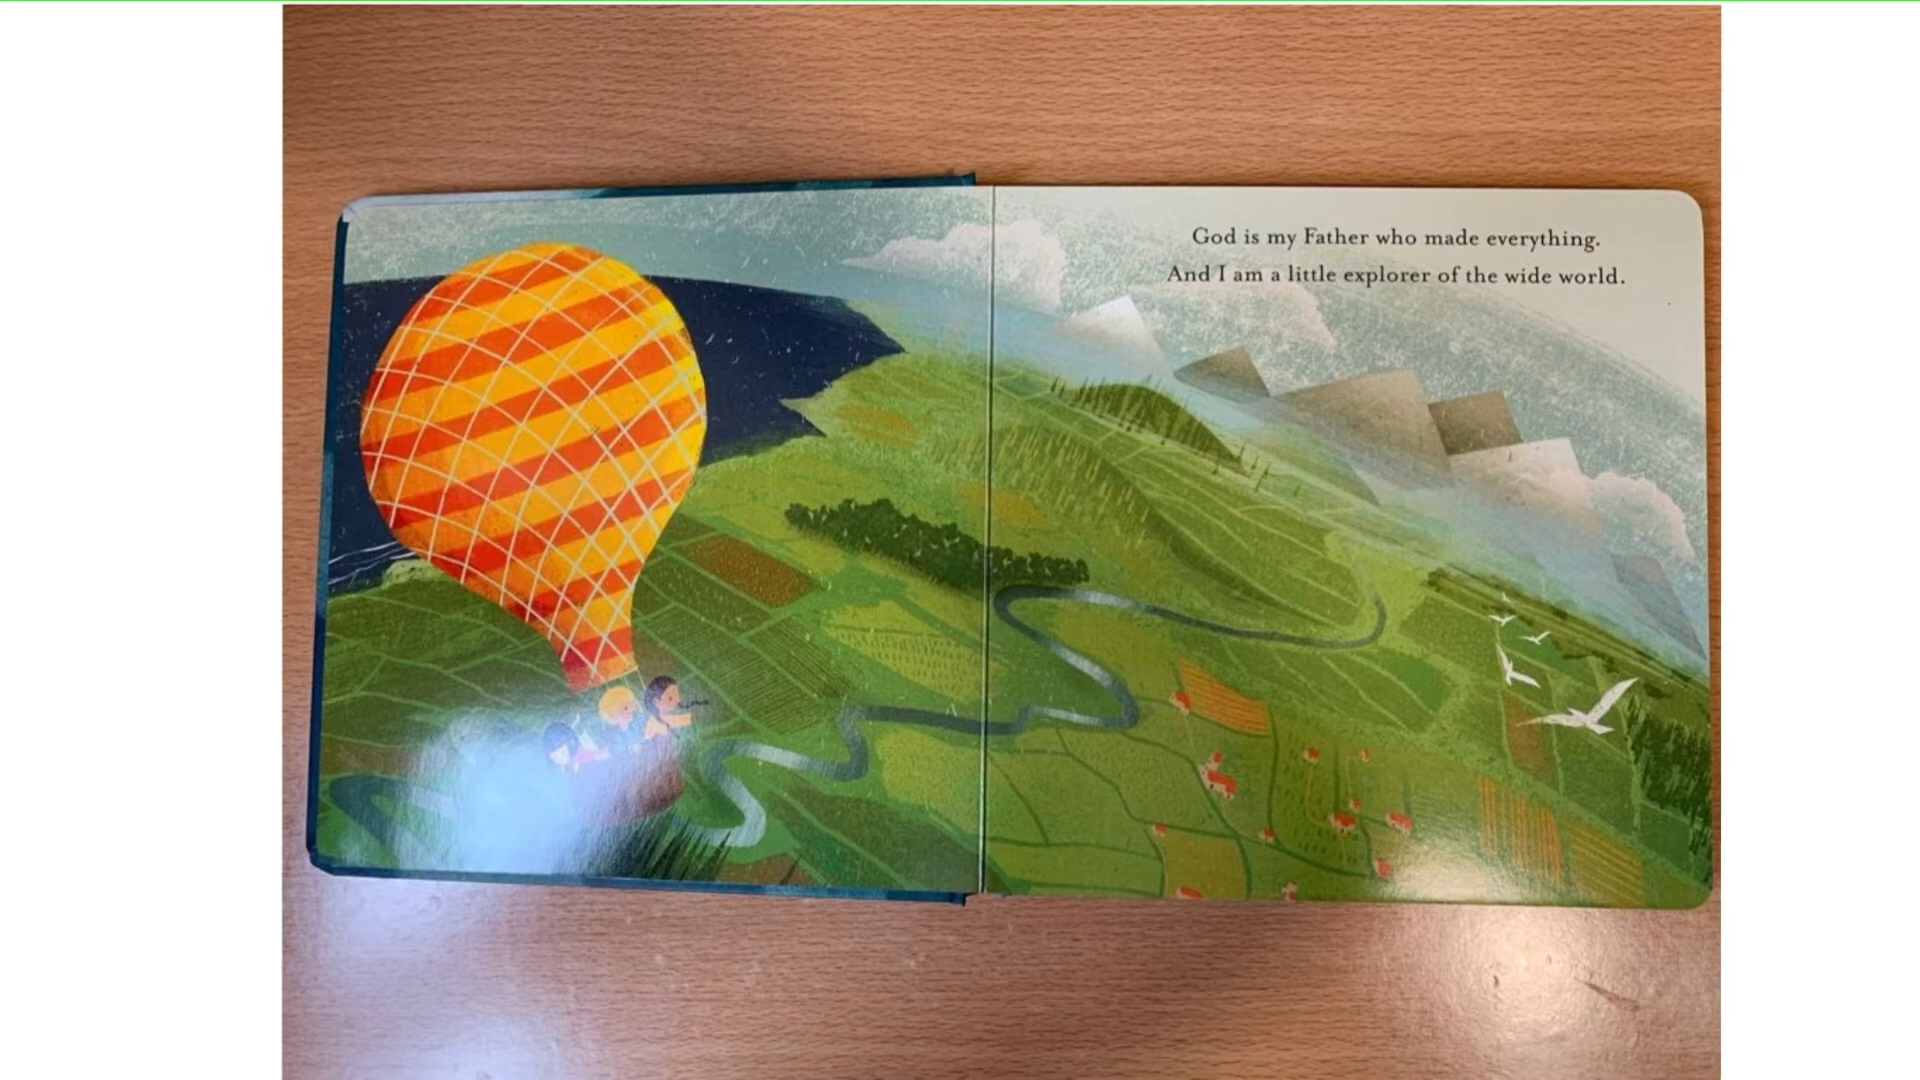 God is my Father who made everything.
And I am a little explorer of the wide world.